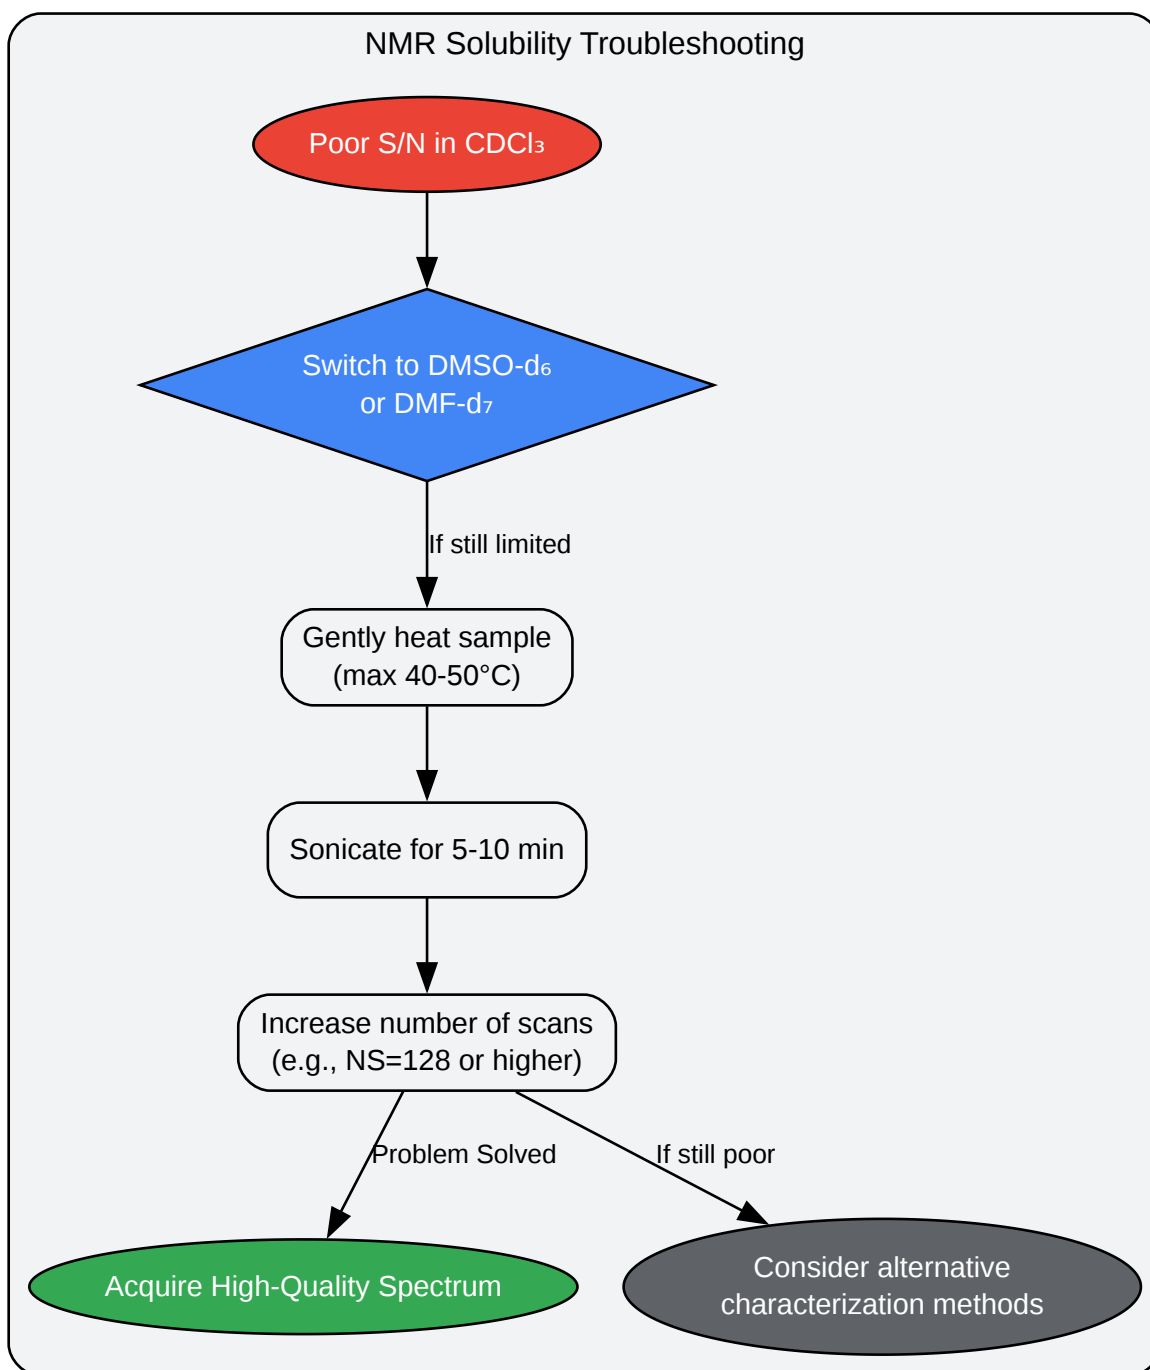 NMR Solubility Troubleshooting
Poor S/N in CDCl₃
Switch to DMSO-d₆
or DMF-d₇
If still limited
Gently heat sample
(max 40-50°C)
Sonicate for 5-10 min
Increase number of scans
(e.g., NS=128 or higher)
Problem Solved
If still poor
Acquire High-Quality Spectrum
Consider alternative
characterization methods